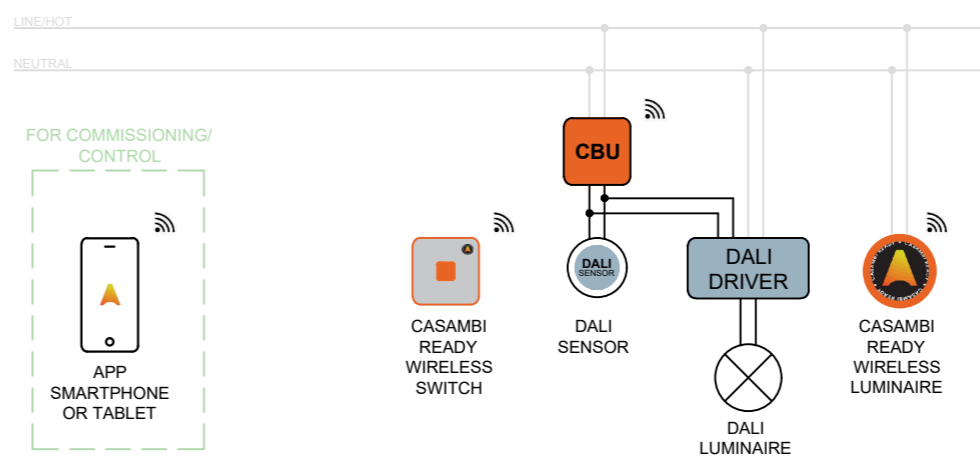 LINE/HOT
NEUTRAL
FOR COMMISSIONING/
CONTROL
CBU
DALI
SENSOR
DALI
DRIVER
APP
SMARTPHONE
OR TABLET
CASAMBI
READY
WIRELESS
SWITCH
DALI
SENSOR
DALI
LUMINAIRE
CASAMBI
READY
WIRELESS
LUMINAIRE